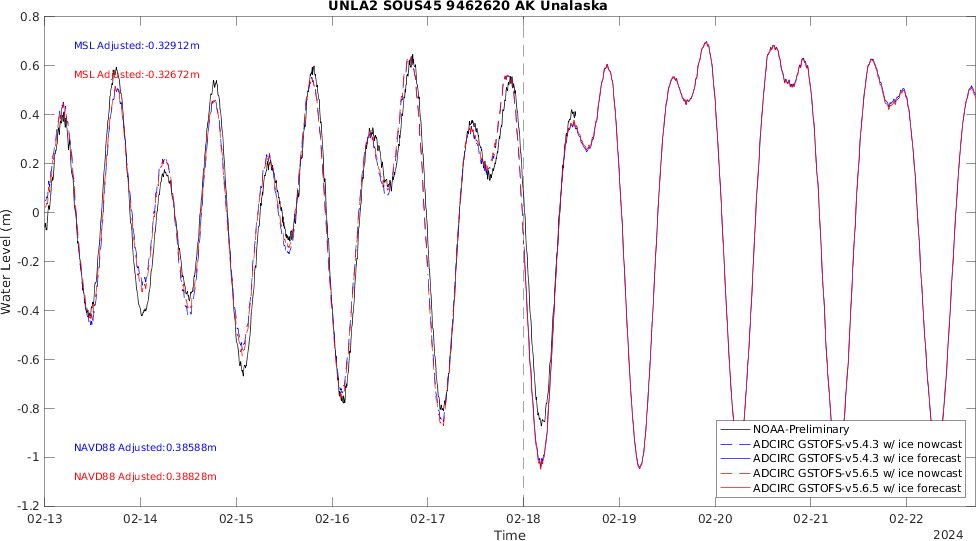 UNLA2 SOUS45 9462620 AK Unalaska
0.8
0.6
0.4
0.2
0
-0.2
-0.4
-0.6
-0.8
-1
-1.2
Water Level (m)
MSL Adjusted:-0.32912m
MSL Adjusted:-0.32672m
NAVD88 Adjusted:0.38588m
NAVD88 Adjusted:0.38828m
NOAA-Preliminary
ADCIRC GSTOFS-v5.4.3 w/ ice nowcast
ADCIRC GSTOFS-v5.4.3 w/ ice forecast
ADCIRC GSTOFS-v5.6.5 w/ ice nowcast
ADCIRC GSTOFS-v5.6.5 w/ ice forecast
02-13 02-14 02-15 02-16 02-17 02-18 02-19 02-20 02-21 02-22
Time
2024